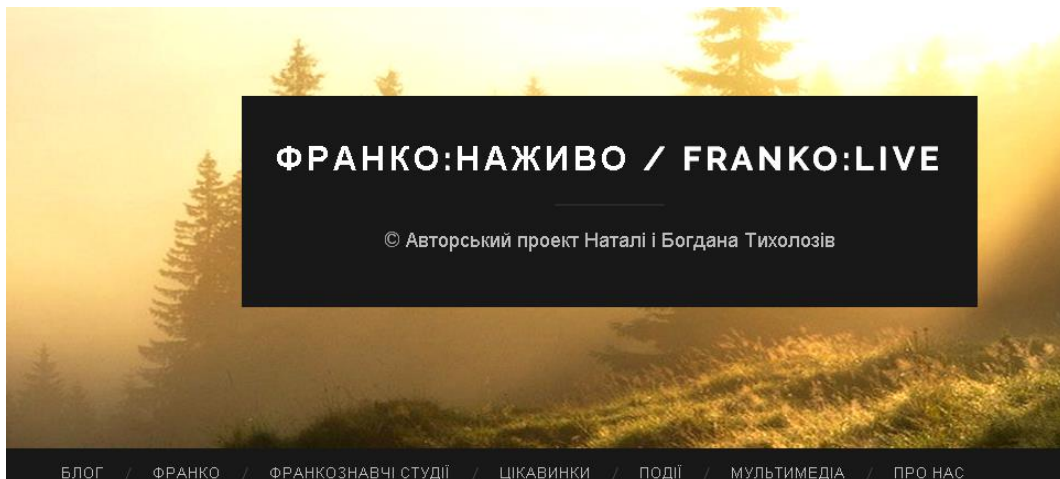 ФРАНКО:НАЖИВО / FRANKO:LIVE
© Авторський проект Наталі і Богдана Тихолозів
БЛОГ / ФРАНКО / ФРАНКОЗНАВЧІ СТУДІЇ / ЦІКАВИНКИ / ПОДІЇ / МУЛЬТИМЕДІА / ПРО НАС